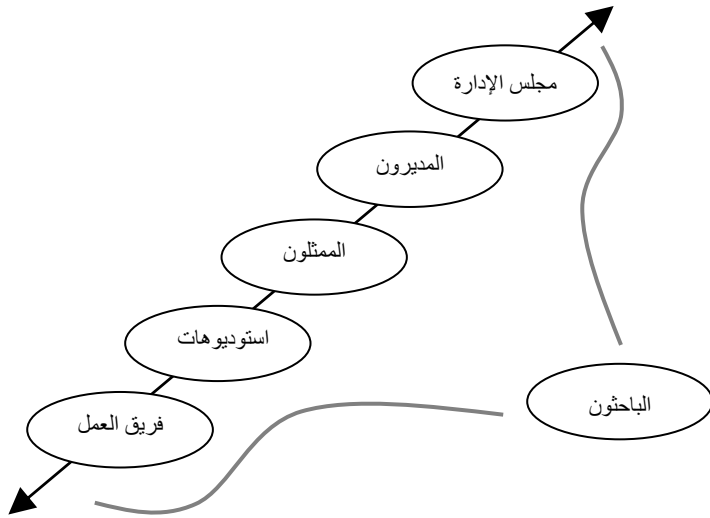 مجلس الإدارة
المديرون
الممثلون
استوديوهات
الباحثون
فريق العمل